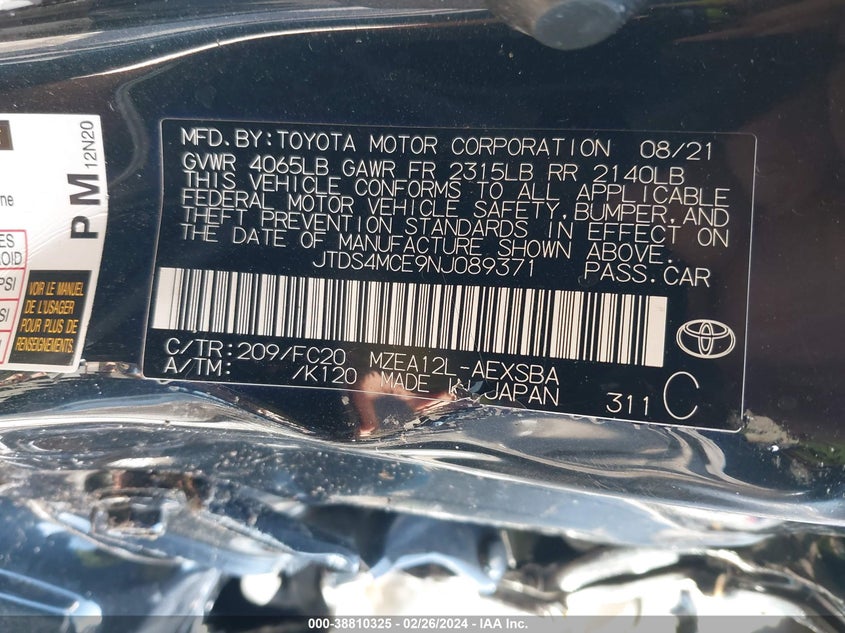 MFD.BY:TOYOTA MOTOR CORPORATION 08/21
GVWR 4065LB GAWR FR 2315LB RR 2140LB
THIS VEHICLE CONFORMS TO ALL APPLICABLE
FEDERAL MOTOR VEHICLE SAFETY,BUMPER,AND
THEFT PREVENTION STANDARDS IN EFFECT ON
THE DATE OF MANUFACTURE SHOWN ABOVE.
JTDS4MCE9NJ089371 PASS.CAR
C/TR:209/FC20 MZEA12L-AEXSBA
A/TM: /K120 MADE JAPAN
311 C
PM 12N20
VOIR LE MANUEL
DE L'USAGER
POUR PLUS DE
RENSEIGNEMENTS
000-38810325 - 02/26/2024 - IAA Inc.